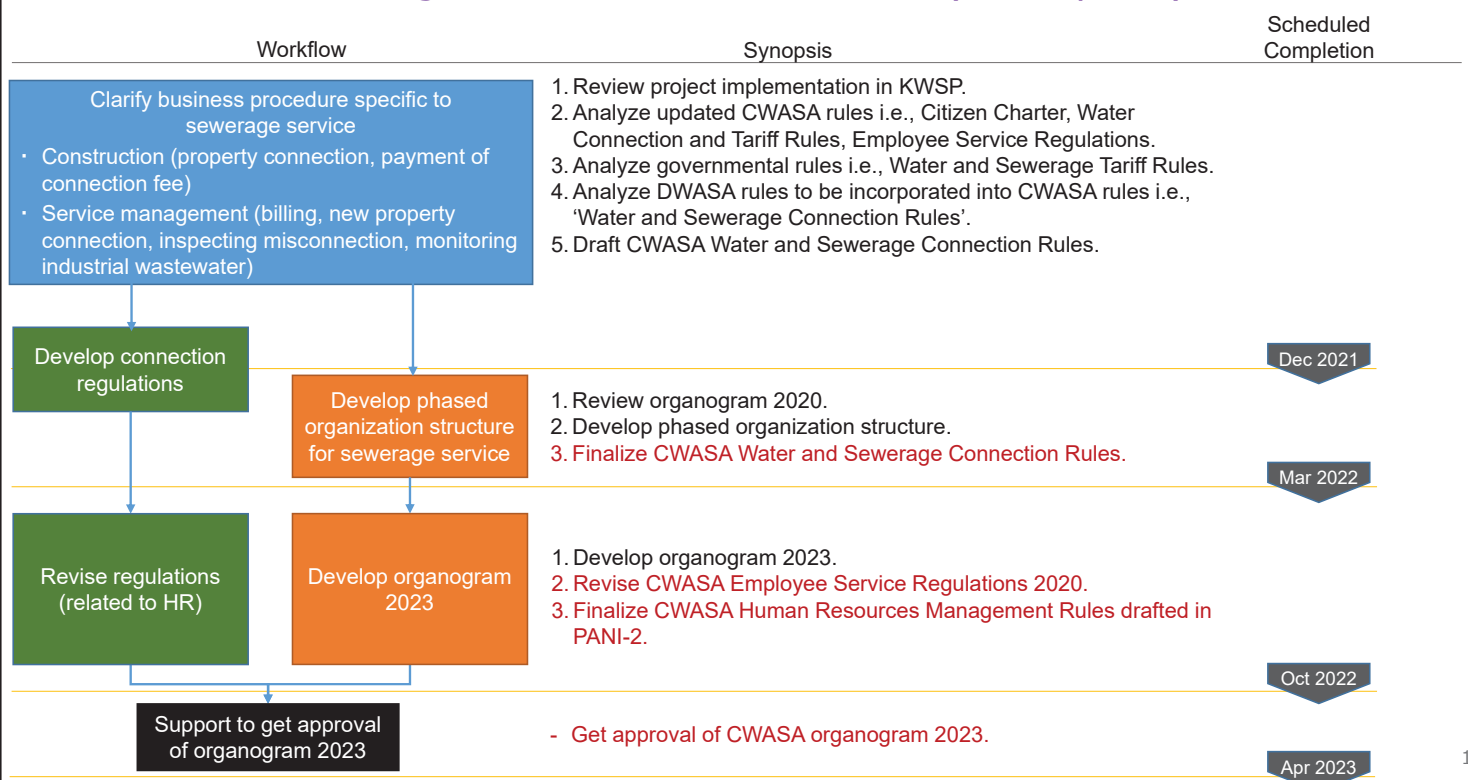 Workflow
Synopsis
Scheduled
Completion
Clarify business procedure specific to
sewerage service
· Construction (property connection, payment of
connection fee)
· Service management (billing, new property
connection, inspecting misconnection, monitoring
industrial wastewater)
1. Review project implementation in KWSP.
2. Analyze updated CWASA rules i.e., Citizen Charter, Water
Connection and Tariff Rules, Employee Service Regulations.
3. Analyze governmental rules i.e., Water and Sewerage Tariff Rules.
4. Analyze DWASA rules to be incorporated into CWASA rules i.e.,
‘Water and Sewerage Connection Rules’.
5. Draft CWASA Water and Sewerage Connection Rules.
Develop connection
regulations
Dec 2021
Develop phased
organization structure
for sewerage service
1. Review organogram 2020.
2. Develop phased organization structure.
3. Finalize CWASA Water and Sewerage Connection Rules.
Mar 2022
Revise regulations
(related to HR)
Develop organogram
2023
1. Develop organogram 2023.
2. Revise CWASA Employee Service Regulations 2020.
3. Finalize CWASA Human Resources Management Rules drafted in
PANI-2.
Oct 2022
Support to get approval
of organogram 2023
- Get approval of CWASA organogram 2023.
Apr 2023
1